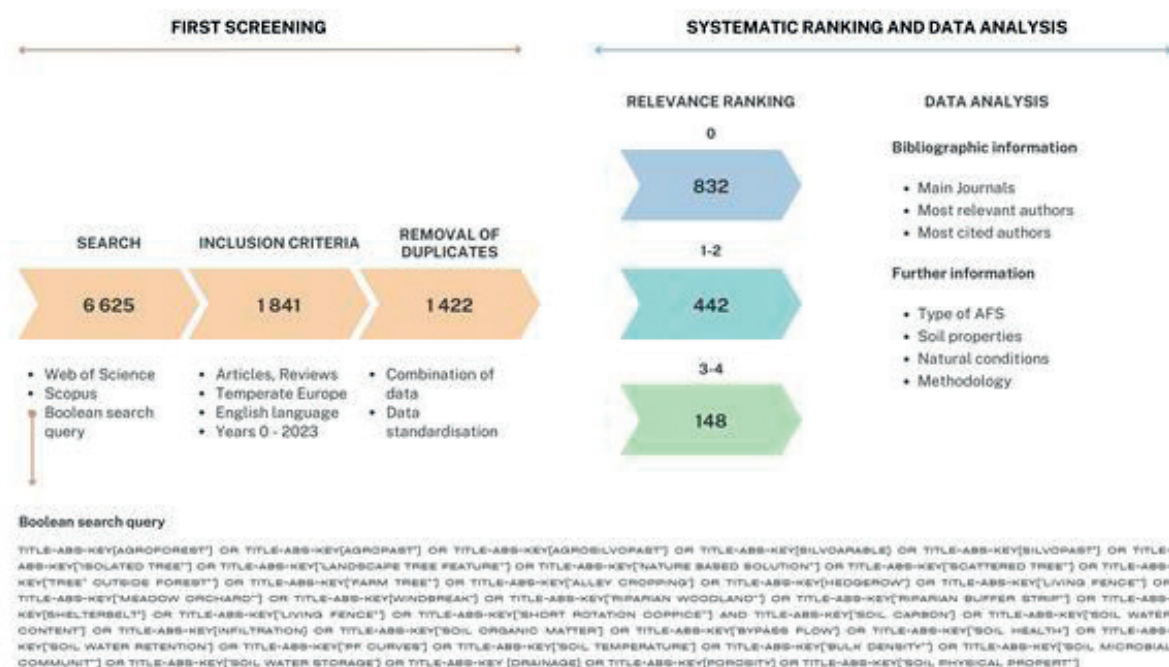 FIRST SCREENING
SYSTEMATIC RANKING AND DATA ANALYSIS
RELEVANCE RANKING
DATA ANALYSIS
0
832
1-2
442
3-4
148
Bibliographic information
• Main Journals
• Most relevant authors
• Most cited authors
Further information
• Type of AFS
• Soil properties
• Natural conditions
• Methodology
SEARCH
INCLUSION CRITERIA
REMOVAL OF
DUPLICATES
6 625
1 841
1 422
• Web of Science
• Scopus
• Boolean search
query
• Articles, Reviews
• Temperate Europe
• English language
• Years 0 - 2023
• Combination of
data
• Data
standardisation
Boolean search query
TITLE-ABS-KEY(AGROFOREST*) OR TITLE-ABS-KEY(AGROPAST*) OR TITLE-ABS-KEY(AGROSILVOPAST*) OR TITLE-ABS-KEY(SILVOARABLE) OR TITLE-ABS-KEY(SILVOPAST*) OR TITLE-
ABS-KEY("ISOLATED TREE") OR TITLE-ABS-KEY("LANDSCAPE TREE FEATURE") OR TITLE-ABS-KEY("NATURE BASED SOLUTION") OR TITLE-ABS-KEY("SCATTERED TREE") OR TITLE-ABS-
KEY("TREE* OUTSIDE FOREST*") OR TITLE-ABS-KEY("FARM TREE") OR TITLE-ABS-KEY("ALLEY CROPPING") OR TITLE-ABS-KEY(HEDGEROW*) OR TITLE-ABS-KEY("LIVING FENCE") OR
TITLE-ABS-KEY("MEADOW ORCHARD") OR TITLE-ABS-KEY(WINDBREAK*) OR TITLE-ABS-KEY("RIPARIAN WOODLAND") OR TITLE-ABS-KEY("RIPARIAN BUFFER STRIP") OR TITLE-ABS-
KEY(SHELTERBELT*) OR TITLE-ABS-KEY("LIVING FENCE") OR TITLE-ABS-KEY("SHORT ROTATION COPPICE") AND TITLE-ABS-KEY("SOIL CARBON") OR TITLE-ABS-KEY("SOIL WATER
CONTENT") OR TITLE-ABS-KEY(INFILTRATION) OR TITLE-ABS-KEY("SOIL ORGANIC MATTER") OR TITLE-ABS-KEY("BYPASS FLOW") OR TITLE-ABS-KEY("SOIL HEALTH") OR TITLE-ABS-
KEY("SOIL WATER RETENTION") OR TITLE-ABS-KEY("PF CURVES") OR TITLE-ABS-KEY("SOIL TEMPERATURE") OR TITLE-ABS-KEY("BULK DENSITY") OR TITLE-ABS-KEY("SOIL MICROBIAL
COMMUNIT*") OR TITLE-ABS-KEY("SOIL WATER STORAGE") OR TITLE-ABS-KEY (DRAINAGE) OR TITLE-ABS-KEY(POROSITY) OR TITLE-ABS-KEY("SOIL PHYSICAL PROPERT*")